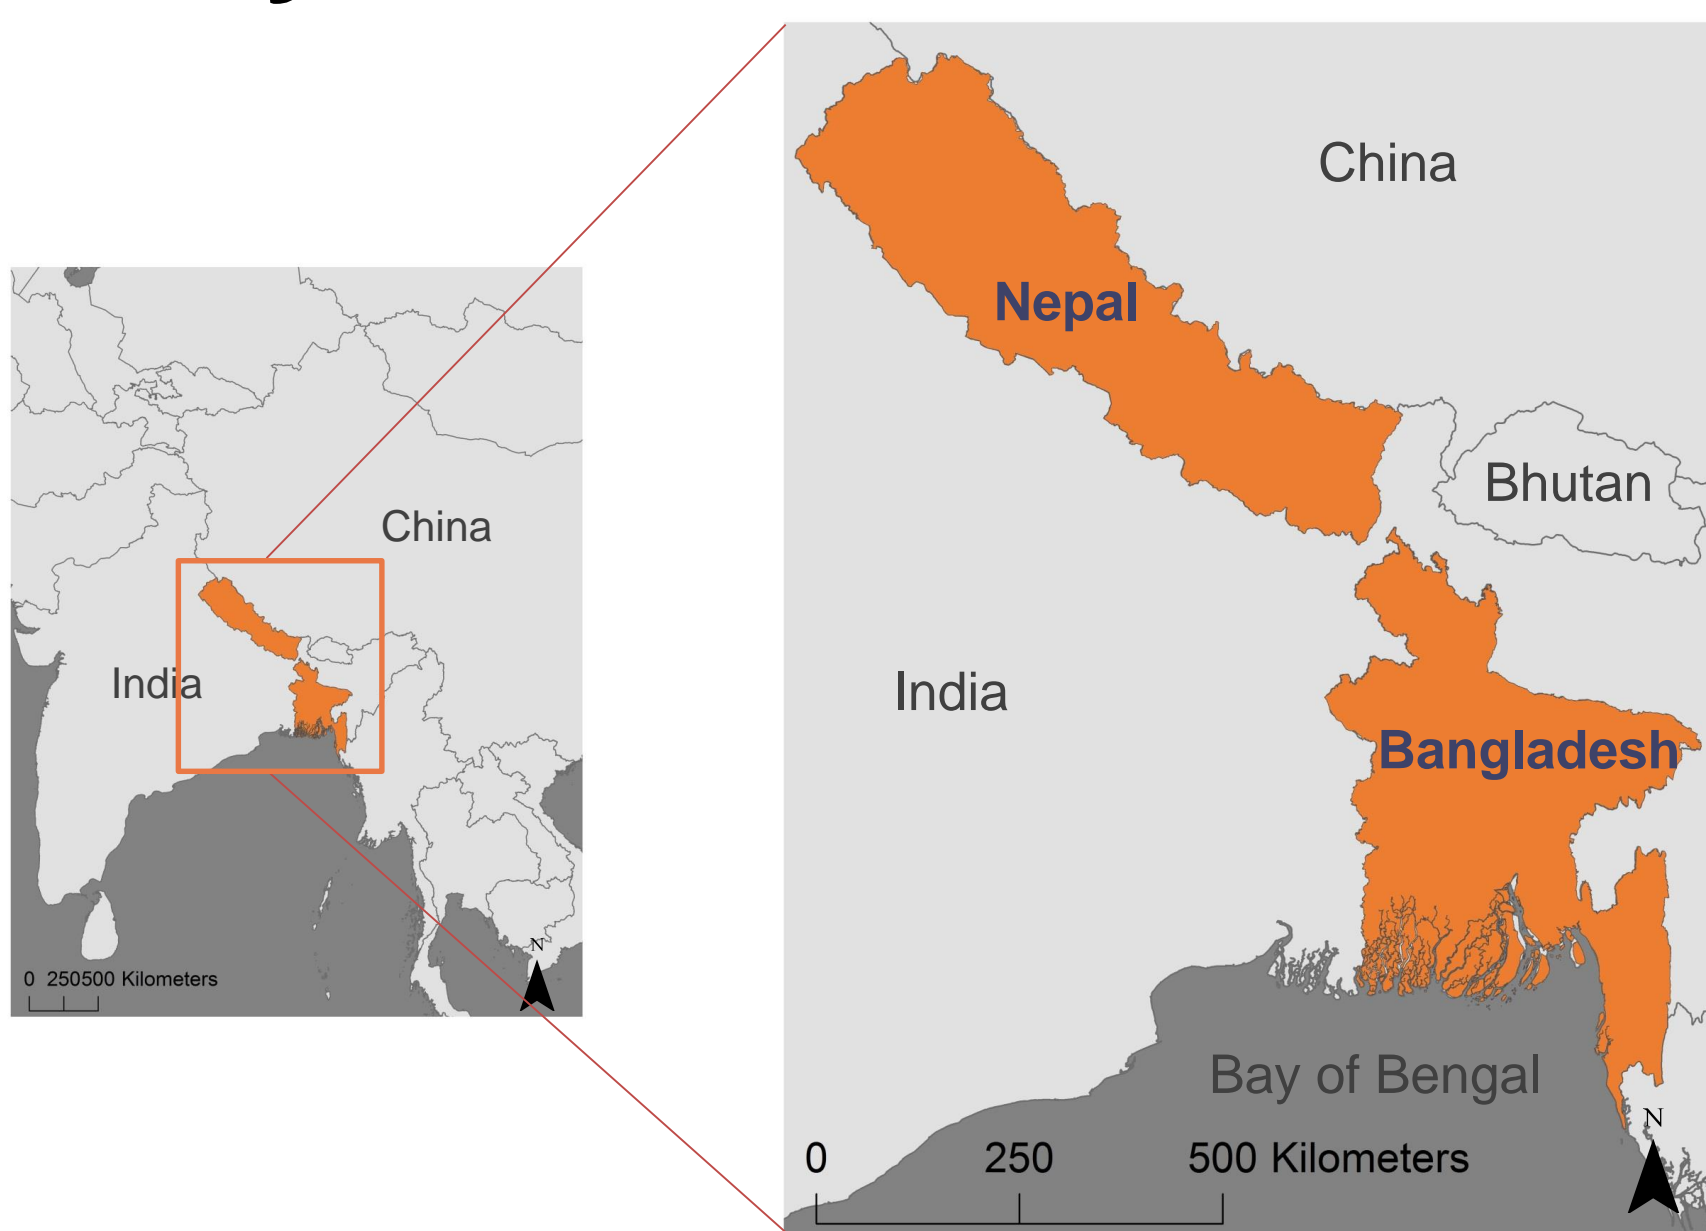 China
India
N
0 250500 Kilometers
China
Nepal
Bhutan
India
Bangladesh
Bay of Bengal
N
0 250 500 Kilometers